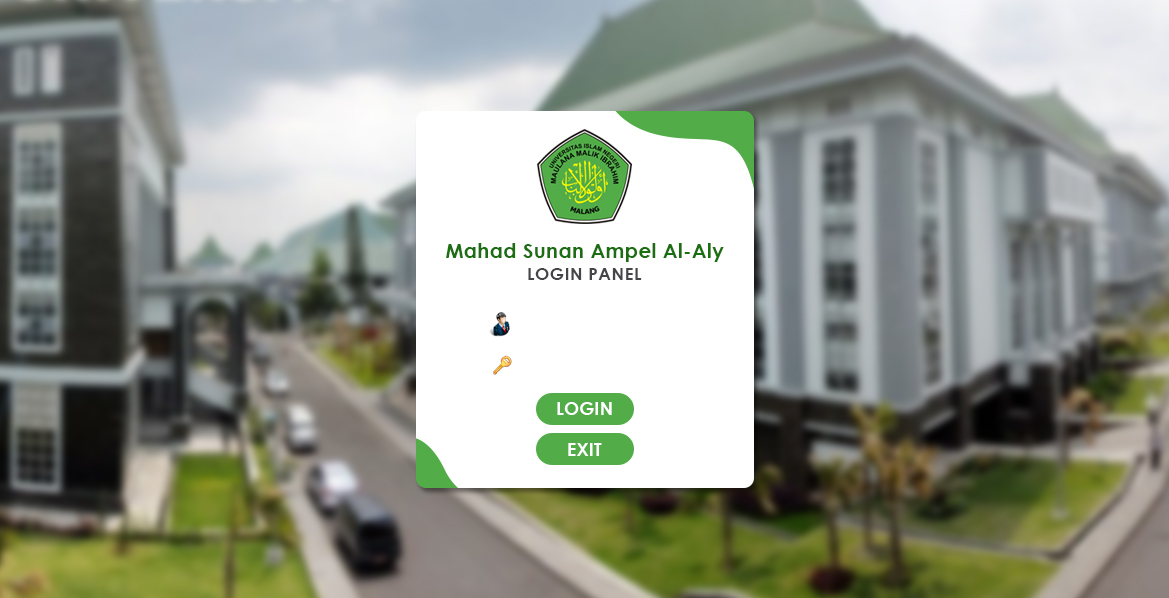 UNIVERSITAS ISLAM NEGERI
MAULANA MALIK IBRAHIM
MALANG
Mahad Sunan Ampel Al-Aly
LOGIN PANEL
LOGIN
EXIT